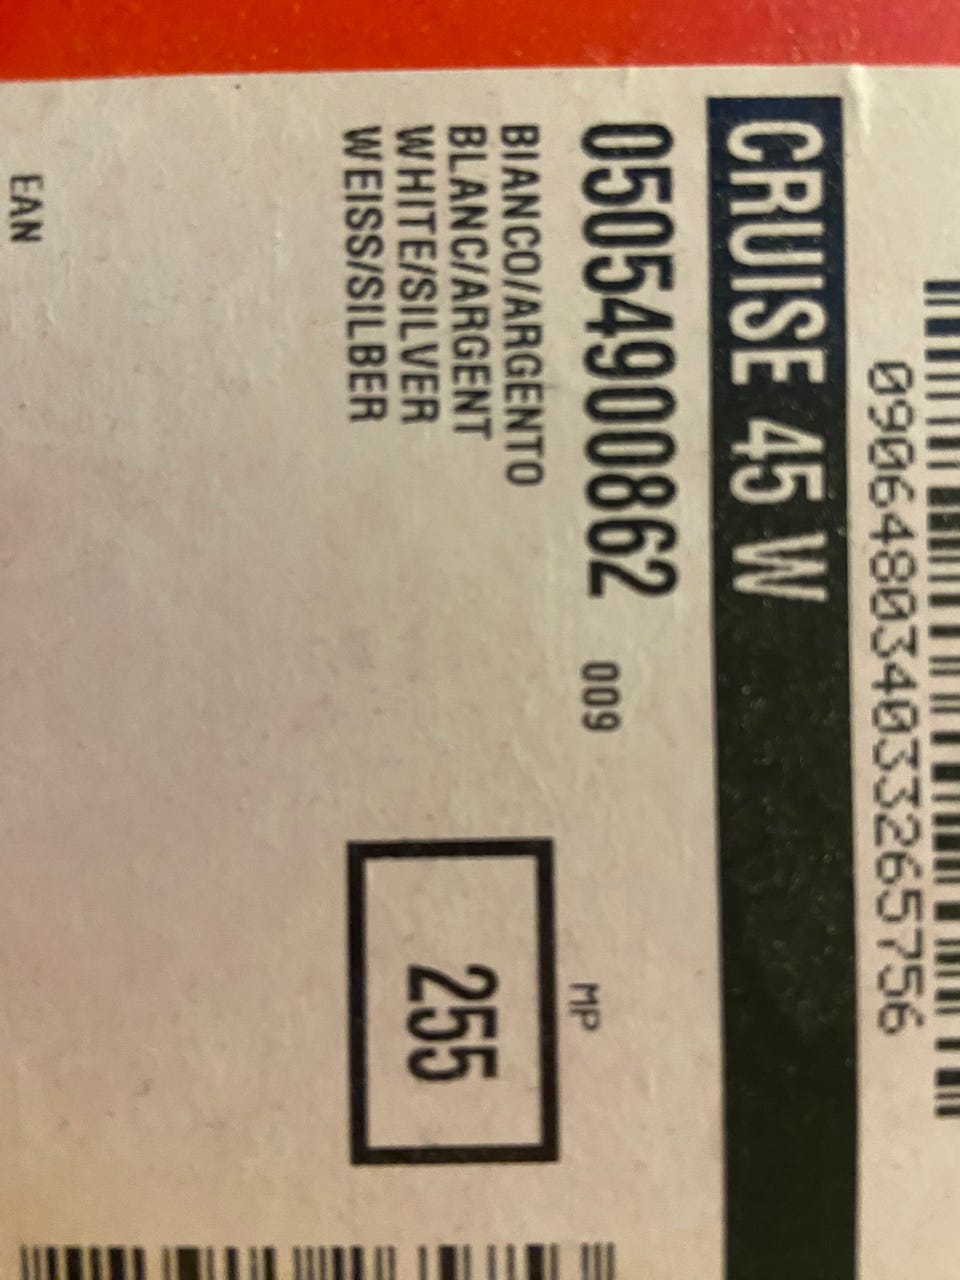 090648034033265756
CRUISE 45 W
05054900862 009
BIANCO/ARGENTO
BLANC/ARGENT
WHITE/SILVER
WEISS/SILBER
MP
255
EAN